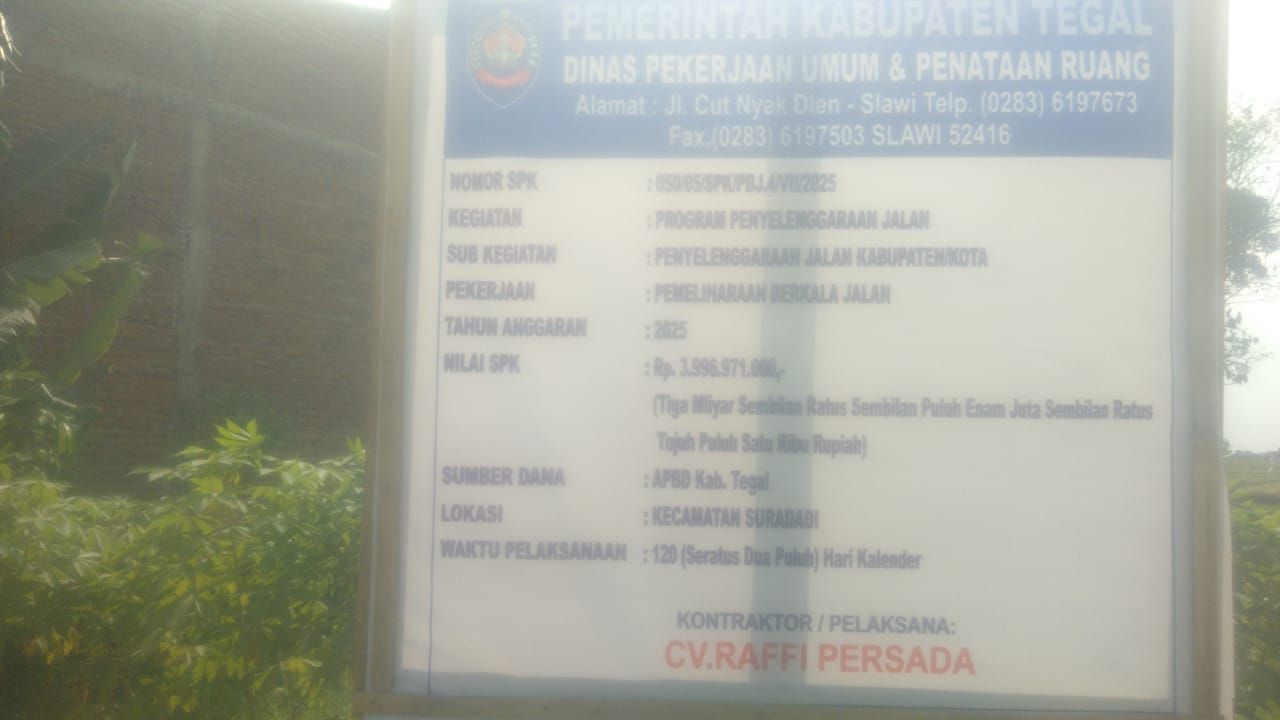 PEMERINTAH KABUPATEN TEGAL
DINAS PEKERJAAN UMUM & PENATAAN RUANG
Alamat : Jl. Cut Nyak Dien - Slawi Telp. (0283) 6197673
Fax.(0283) 6197503 SLAWI 52416
NOMOR SPK : 050/05/SPK/PBJ.4/VII/2025
KEGIATAN : PROGRAM PENYELENGGARAAN JALAN
SUB KEGIATAN : PENYELENGGARAAN JALAN KABUPATEN/KOTA
PEKERJAAN : PEMELIHARAAN BERKALA JALAN
TAHUN ANGGARAN : 2025
NILAI SPK : Rp. 3.996.971.000,-
(Tiga Mliyar Sembilan Ratus Sembilan Puluh Enam Juta Sembilan Ratus
Tujuh Puluh Satu Ribu Rupiah)
SUMBER DANA : APBD Kab. Tegal
LOKASI : KECAMATAN SURADADI
WAKTU PELAKSANAAN : 120 (Seratus Dua Puluh) Hari Kalender
KONTRAKTOR / PELAKSANA:
CV.RAFFI PERSADA